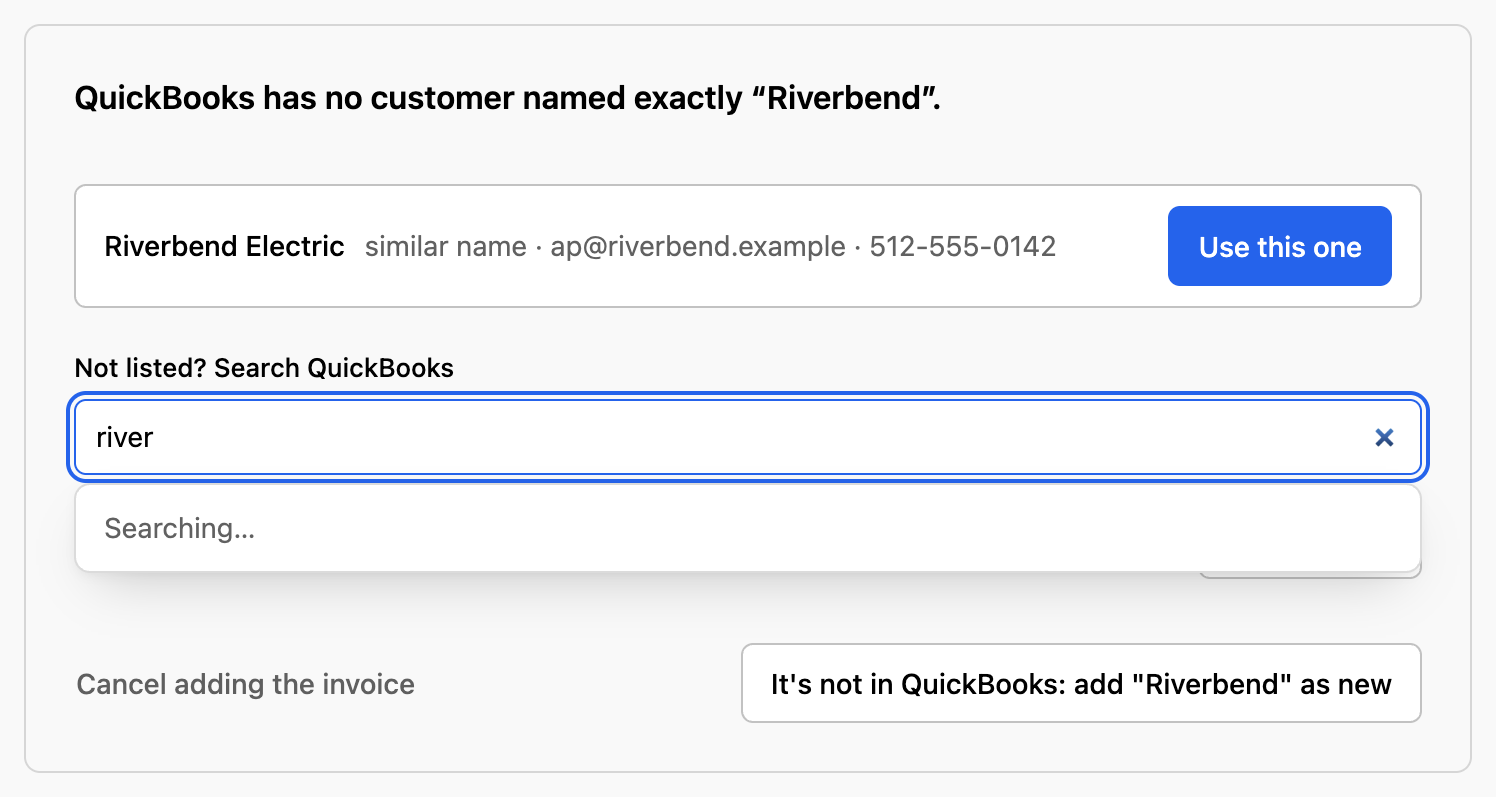 QuickBooks has no customer named exactly “Riverbend”.
Riverbend Electric similar name · ap@riverbend.example · 512-555-0142 Use this one
Not listed? Search QuickBooks
river
Searching...
Cancel adding the invoice It's not in QuickBooks: add "Riverbend" as new